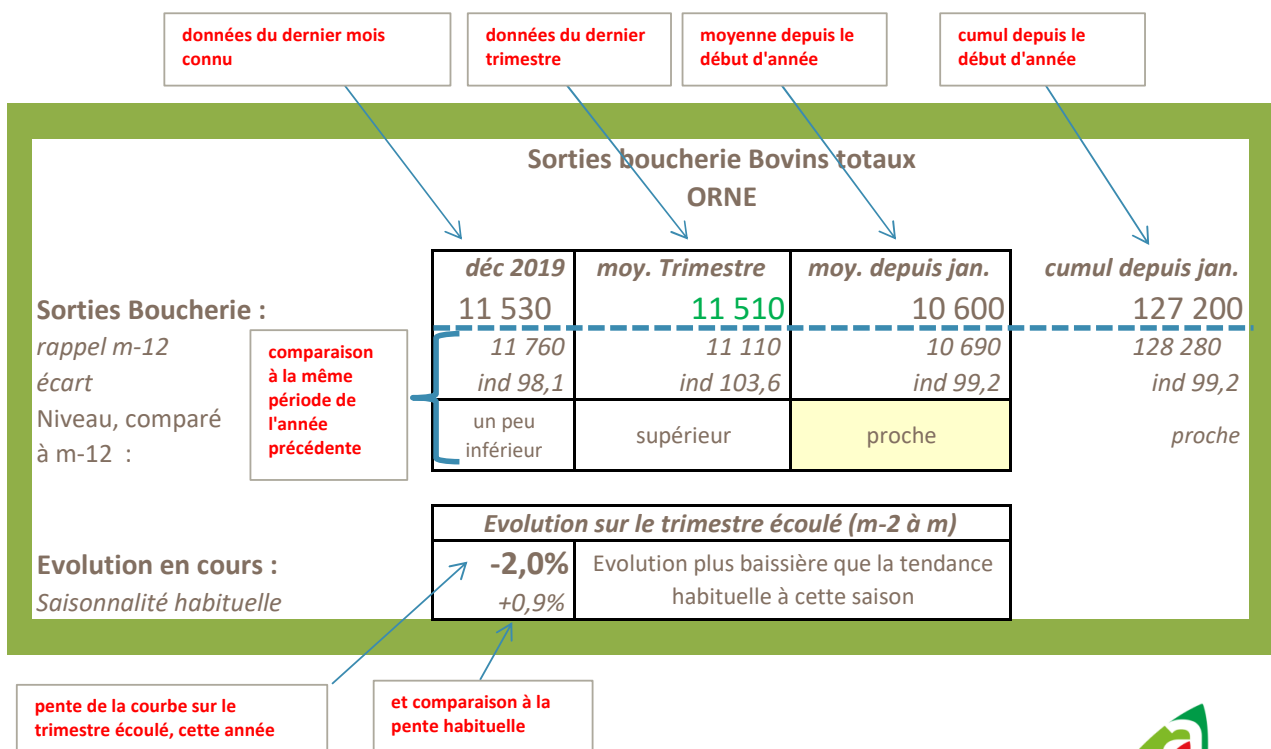 données du dernier mois
connu
données du dernier
trimestre
moyenne depuis le
début d'année
cumul depuis le
début d'année
Sorties boucherie Bovins totaux
ORNE
déc 2019 moy. Trimestre moy. depuis jan. cumul depuis jan.
Sorties Boucherie : 11 530 11 510 10 600 127 200
rappel m-12 11 760 11 110 10 690 128 280
écart ind 98,1 ind 103,6 ind 99,2 ind 99,2
comparaison
à la même
période de
l'année
précédente
Niveau, comparé
à m-12 :
un peu
inférieur
supérieur proche proche
Evolution sur le trimestre écoulé (m-2 à m)
Evolution en cours : -2,0% Evolution plus baissière que la tendance
Saisonnalité habituelle +0,9% habituelle à cette saison
pente de la courbe sur le
trimestre écoulé, cette année
et comparaison à la
pente habituelle